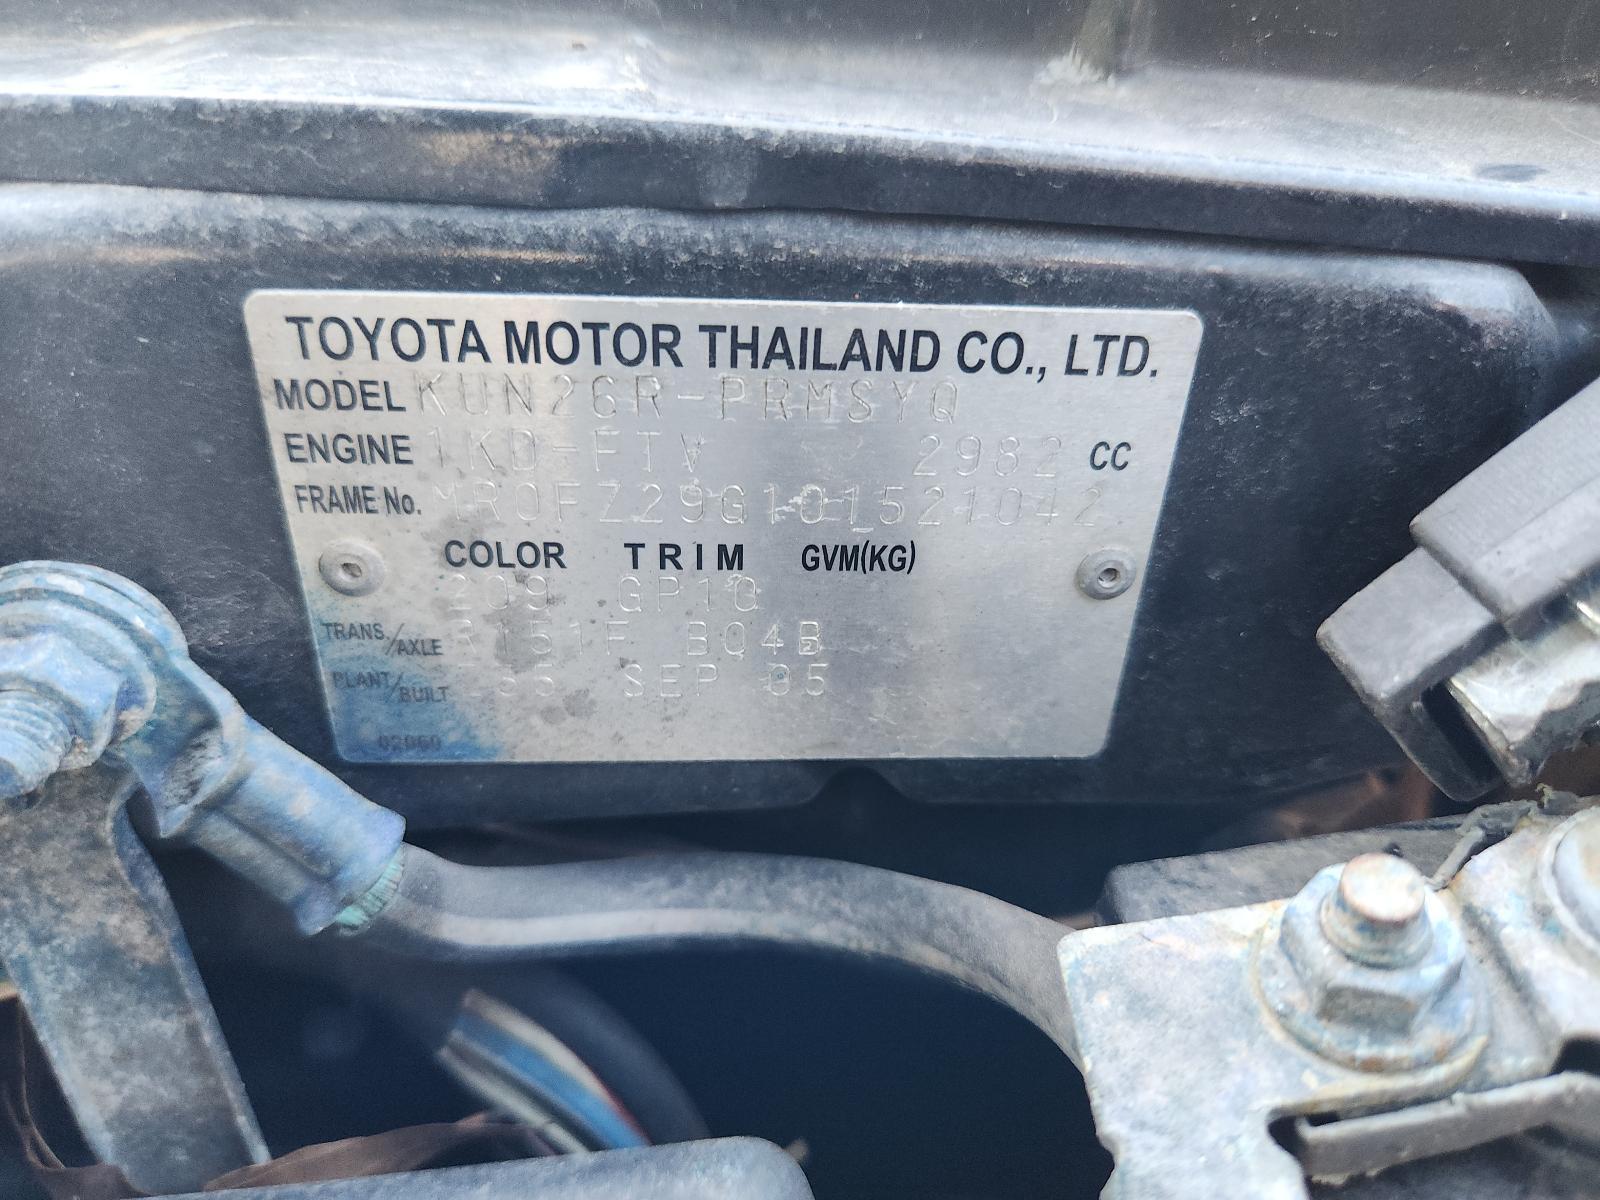 TOYOTA MOTOR THAILAND CO., LTD.
MODEL KUN26R-PRMSYQ
ENGINE 1KD-FTV 2982 CC
FRAME No. MR0FZ29G101521042
COLOR TRIM GVM(KG)
209 GP10
TRANS./AXLE R151F B04B
PLANT/BUILT SEP 05
02060